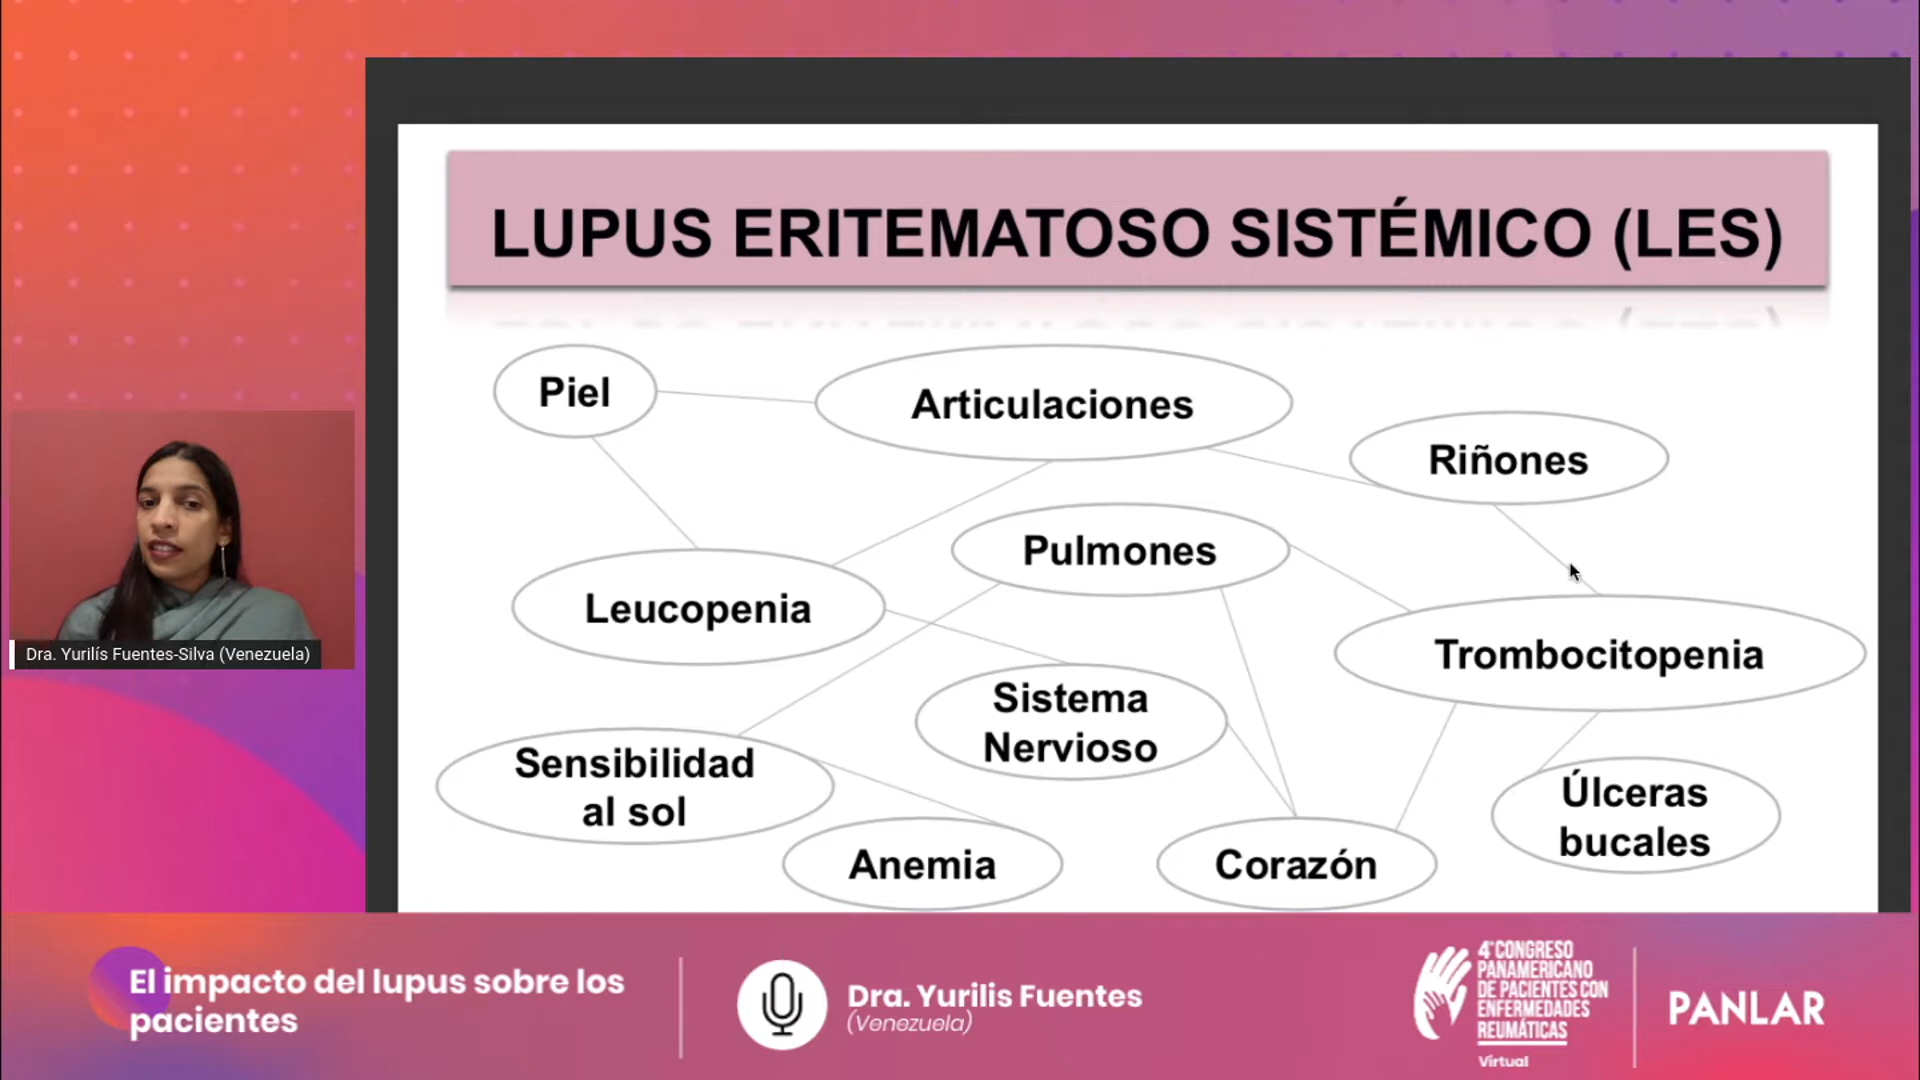 LUPUS ERITEMATOSO SISTÉMICO (LES)
Piel
Articulaciones
Riñones
Pulmones
Leucopenia
Trombocitopenia
Sistema
Nervioso
Sensibilidad
al sol
Úlceras
bucales
Anemia
Corazón
Dra. Yurilís Fuentes-Silva (Venezuela)
El impacto del lupus sobre los
pacientes
Dra. Yurilis Fuentes
(Venezuela)
4°CONGRESO
PANAMERICANO
DE PACIENTES CON
ENFERMEDADES
REUMÁTICAS
Virtual
PANLAR